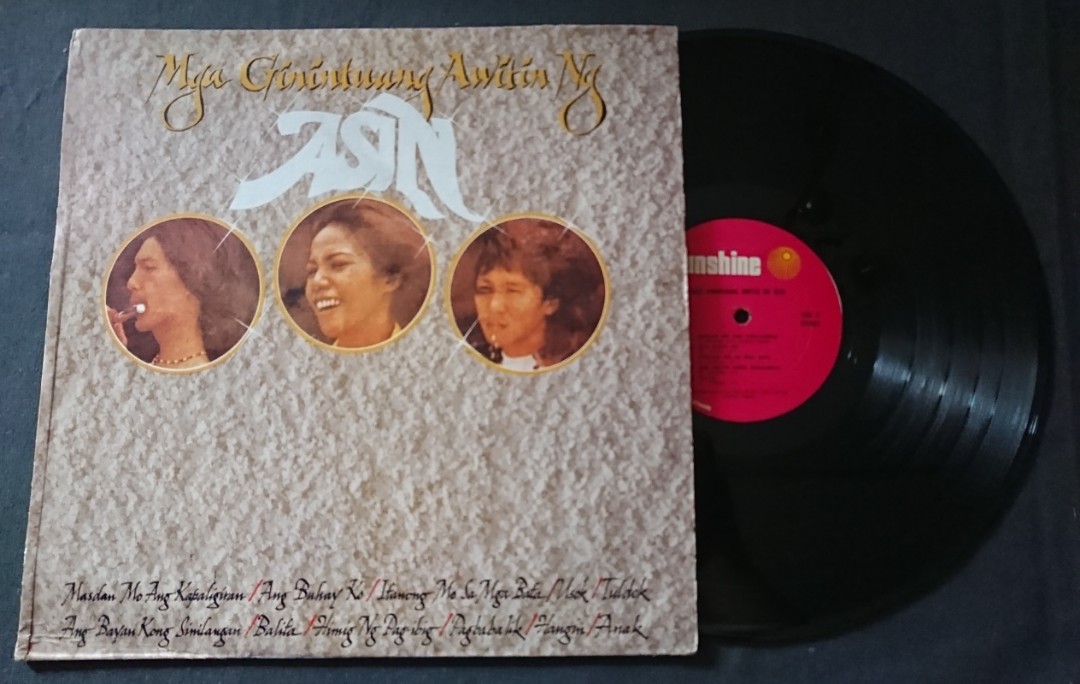 Mga Ginintuang Awitin Ng
ASIN
Masdan Mo Ang Kapaligiran / Ang Buhay Ko / Itanong Mo Sa Mga Bata / Usok / Tuldok
Ang Bayan Kong Sinilangan / Balita / Himig Ng Pag-ibig / Pagbabalik / Hangin / Anak
nshine